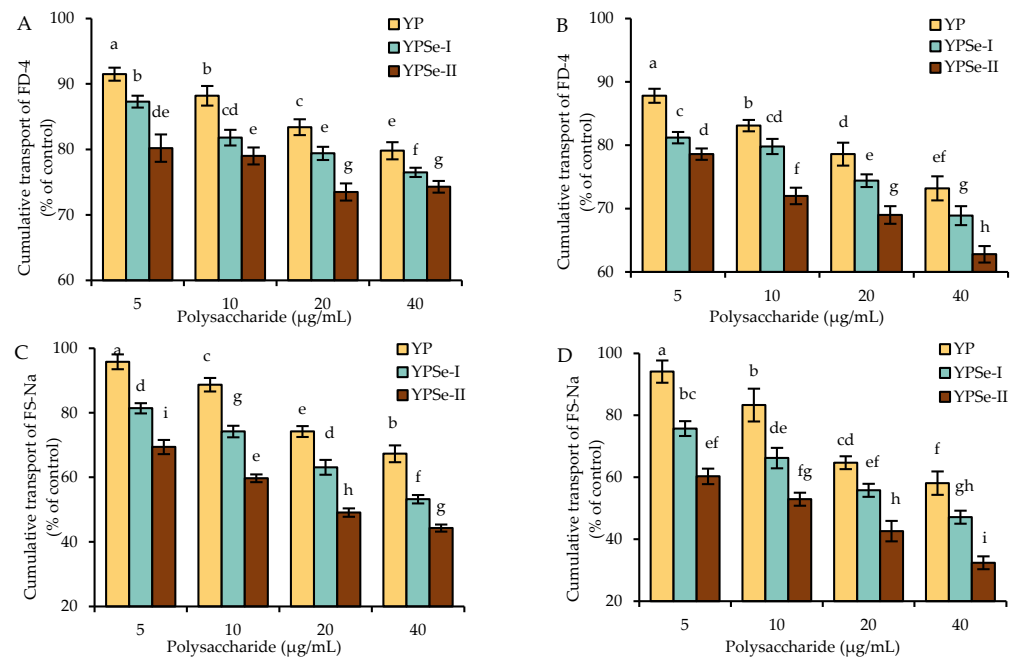 A
Cumulative transport of FD-4
(% of control)
100
90
80
70
60
YP
YPSe-I
YPSe-II
a
b
de
b
cd
e
c
e
g
e
f
g
5
10
20
40
Polysaccharide (µg/mL)
B
Cumulative transport of FD-4
(% of control)
100
90
80
70
60
YP
YPSe-I
YPSe-II
a
c
d
b
cd
f
d
e
g
ef
g
h
5
10
20
40
Polysaccharide (µg/mL)
C
Cumulative transport of FS-Na
(% of control)
100
80
60
40
20
YP
YPSe-I
YPSe-II
a
d
i
c
g
e
e
d
h
b
f
g
5
10
20
40
Polysaccharide (µg/mL)
D
Cumulative transport of FS-Na
(% of control)
100
80
60
40
20
YP
YPSe-I
YPSe-II
a
bc
ef
b
de
fg
cd
ef
h
f
gh
i
5
10
20
40
Polysaccharide (µg/mL)